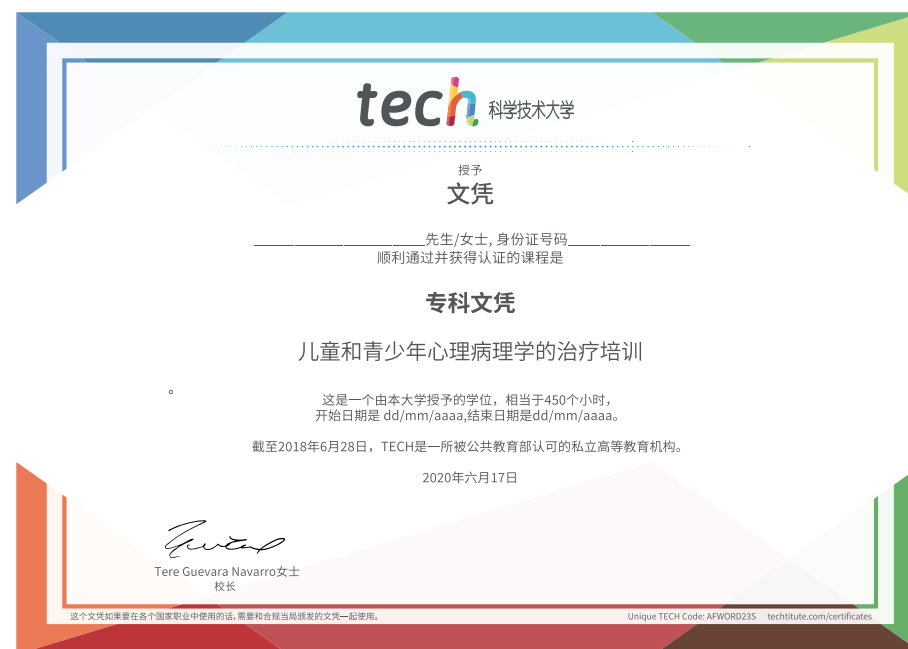 tech 科学技术大学
授予
文凭
_____________________先生/女士, 身份证号码_______________
顺利通过并获得认证的课程是
专科文凭
儿童和青少年心理病理学的治疗培训
。
这是一个由本大学授予的学位，相当于450个小时，
开始日期是 dd/mm/aaaa,结束日期是dd/mm/aaaa。
截至2018年6月28日，TECH是一所被公共教育部认可的私立高等教育机构。
2020年六月17日
Tere Guevara Navarro女士
校长
这个文凭如果要在各个国家职业中使用的话,需要和合规当局颁发的文凭一起使用。
Unique TECH Code: AFWORD23S techtitute.com/certificates